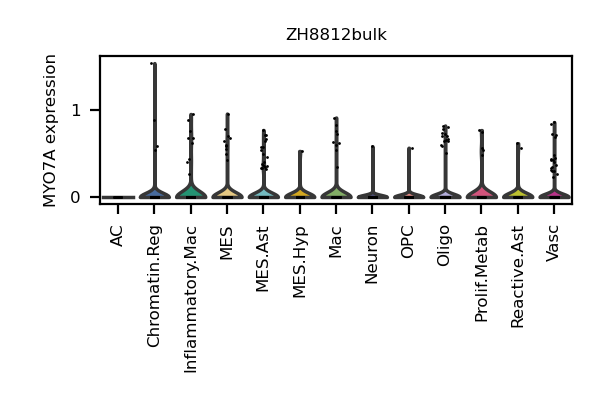 ZH8812bulk
MYO7A expression
1
0
AC
Chromatin.Reg
Inflammatory.Mac
MES
MES.Ast
MES.Hyp
Mac
Neuron
OPC
Oligo
Prolif.Metab
Reactive.Ast
Vasc